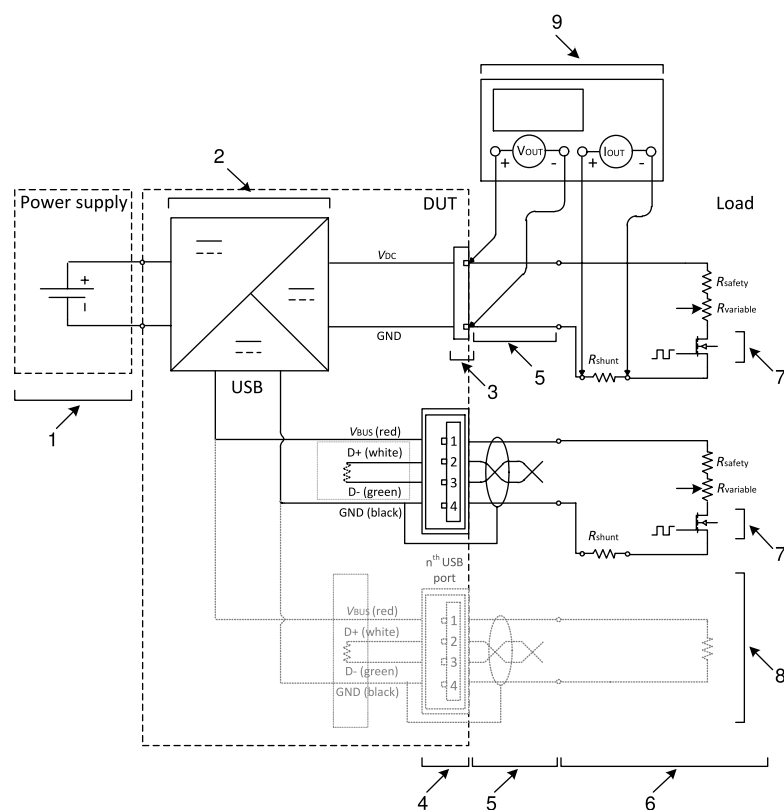 9
2
VOUT
IOUT
+
-
+
-
Power supply
DUT
Load
VDC
+
Rsafety
Rvariable
GND
Rshunt
7
USB
3
5
1
VBUS (red)
D+ (white)
D- (green)
GND (black)
1
2
3
4
Rsafety
Rvariable
Rshunt
7
nth USB
port
VBUS (red)
D+ (white)
D- (green)
GND (black)
1
2
3
4
8
4
5
6